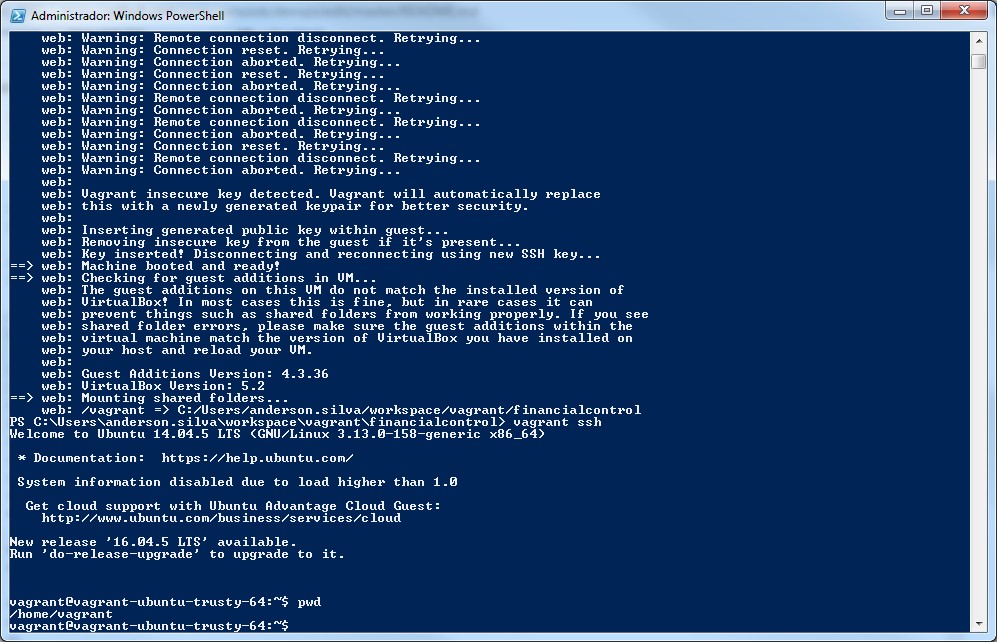 Administrador: Windows PowerShell
web: Warning: Remote connection disconnect. Retrying...
web: Warning: Connection reset. Retrying...
web: Warning: Connection aborted. Retrying...
web: Warning: Connection reset. Retrying...
web: Warning: Connection aborted. Retrying...
web: Warning: Remote connection disconnect. Retrying...
web: Warning: Connection aborted. Retrying...
web: Warning: Remote connection disconnect. Retrying...
web: Warning: Connection aborted. Retrying...
web: Warning: Connection reset. Retrying...
web: Warning: Remote connection disconnect. Retrying...
web: Warning: Connection aborted. Retrying...
web:
web: Vagrant insecure key detected. Vagrant will automatically replace
web: this with a newly generated keypair for better security.
web:
web: Inserting generated public key within guest...
web: Removing insecure key from the guest if it's present...
web: Key inserted! Disconnecting and reconnecting using new SSH key...
==> web: Machine booted and ready!
==> web: Checking for guest additions in VM...
web: The guest additions on this VM do not match the installed version of
web: VirtualBox! In most cases this is fine, but in rare cases it can
web: prevent things such as shared folders from working properly. If you see
web: shared folder errors, please make sure the guest additions within the
web: virtual machine match the version of VirtualBox you have installed on
web: your host and reload your VM.
web:
web: Guest Additions Version: 4.3.36
web: VirtualBox Version: 5.2
==> web: Mounting shared folders...
web: /vagrant => C:/Users/anderson.silva/workspace/vagrant/financialcontrol
PS C:\Users\anderson.silva\workspace\vagrant\financialcontrol> vagrant ssh
Welcome to Ubuntu 14.04.5 LTS (GNU/Linux 3.13.0-158-generic x86_64)
* Documentation:  https://help.ubuntu.com/
System information disabled due to load higher than 1.0
Get cloud support with Ubuntu Advantage Cloud Guest:
http://www.ubuntu.com/business/services/cloud
New release '16.04.5 LTS' available.
Run 'do-release-upgrade' to upgrade to it.
vagrant@vagrant-ubuntu-trusty-64:~$ pwd
/home/vagrant
vagrant@vagrant-ubuntu-trusty-64:~$